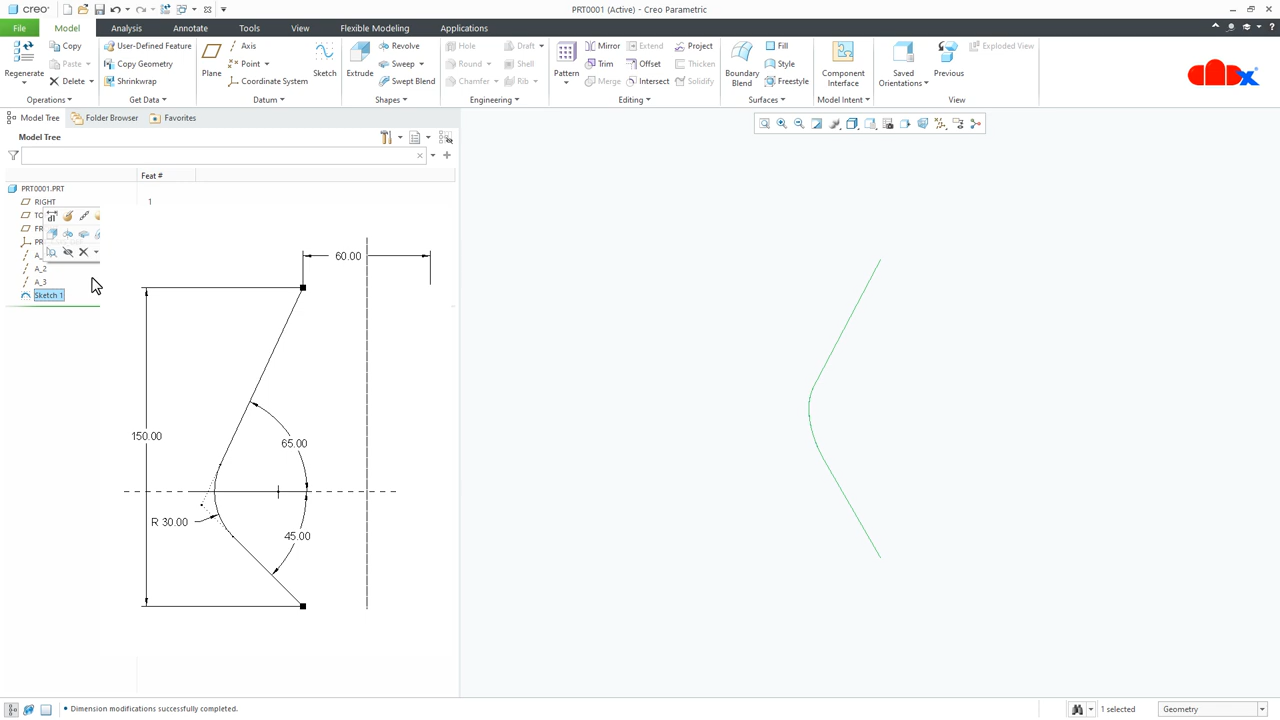 creo
PRT0001 (Active) - Creo Parametric
File Model Analysis Annotate Tools View Flexible Modeling Applications
Regenerate
Copy
Paste
Delete
Operations
User-Defined Feature
Copy Geometry
Shrinkwrap
Get Data
Plane
Axis
Point
Coordinate System
Sketch
Datum
Extrude
Revolve
Sweep
Swept Blend
Shapes
Hole
Round
Chamfer
Draft
Shell
Rib
Engineering
Pattern
Mirror
Trim
Offset
Extend
Project
Thicken
Merge
Intersect
Solidify
Editing
Boundary
Blend
Fill
Style
Freestyle
Surfaces
Component
Interface
Model Intent
Saved
Orientations
Previous
Exploded View
View
Model Tree Folder Browser Favorites
Model Tree
Feat #
PRT0001.PRT
RIGHT 1
TO
FR
PR
A_
A_2
A_3
Sketch 1
60.00
150.00
65.00
R 30.00
45.00
Dimension modifications successfully completed.
1 selected
Geometry